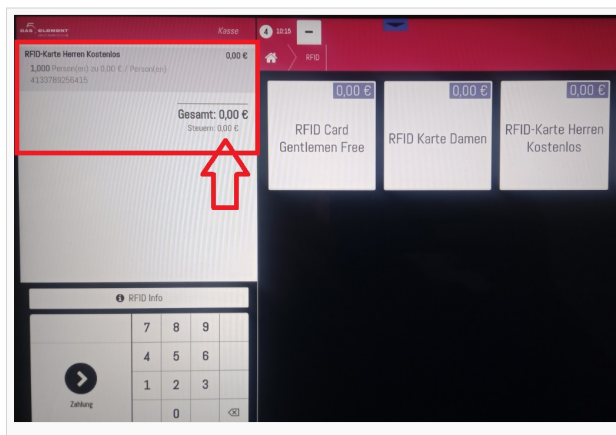 DAS ELEMENT
Kasse
RFID-Karte Herren Kostenlos 0,00 €
1,000 Person(en) zu 0,00 € / Person(en)
4133789256415
Gesamt: 0,00 €
Steuern: 0,00 €
RFID Info
7 8 9
4 5 6
1 2 3
0
Zahlung
4 10:15
RFID
0,00 €
RFID Card
Gentlemen Free
0,00 €
RFID Karte Damen
0,00 €
RFID-Karte Herren
Kostenlos